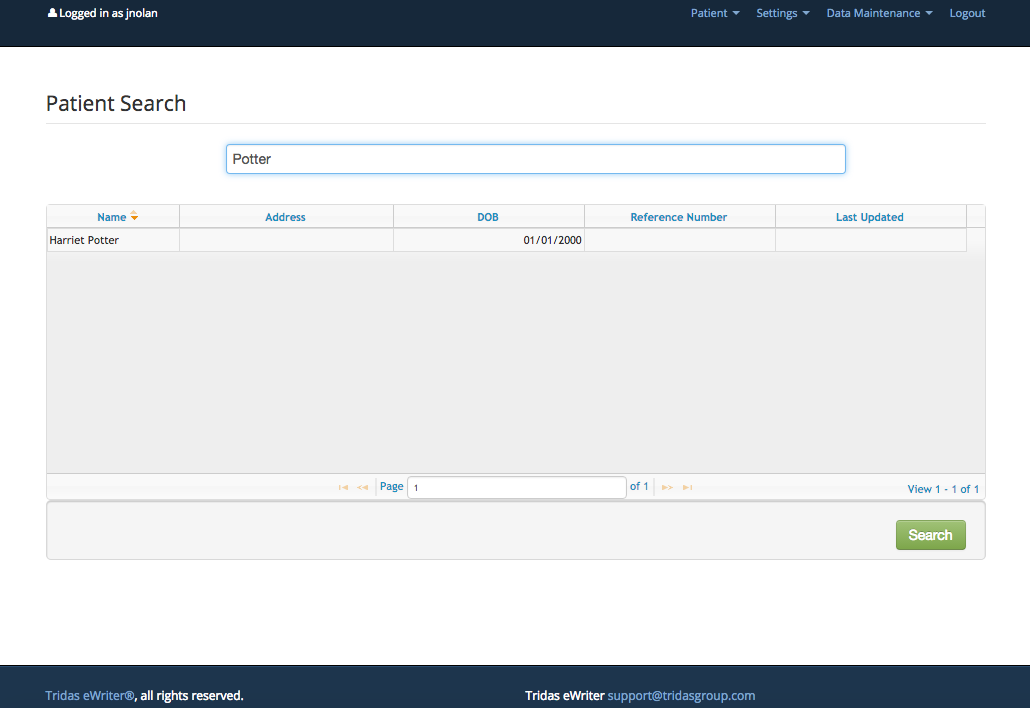 Logged in as jnolan
Patient Settings Data Maintenance Logout
Patient Search
Potter
Name Address DOB Reference Number Last Updated
Harriet Potter 01/01/2000
Page 1 of 1
View 1 - 1 of 1
Search
Tridas eWriter®, all rights reserved.
Tridas eWriter support@tridasgroup.com